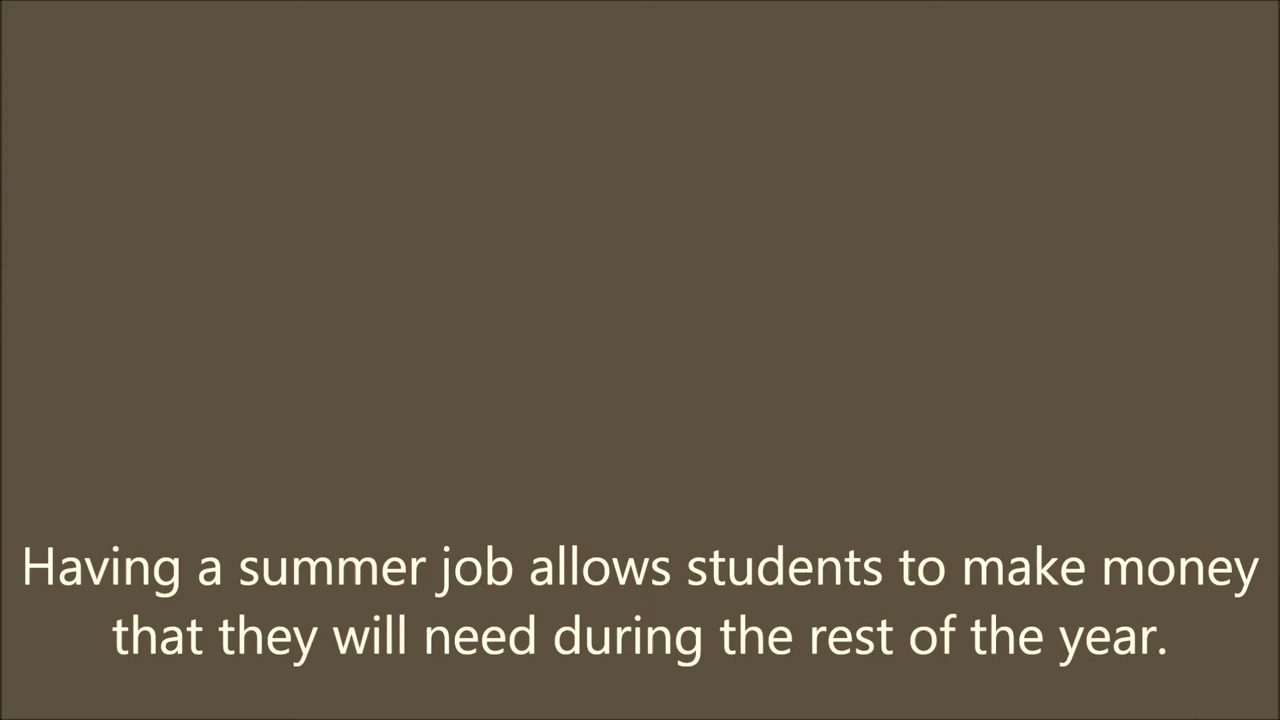 Having a summer job allows students to make money
that they will need during the rest of the year.